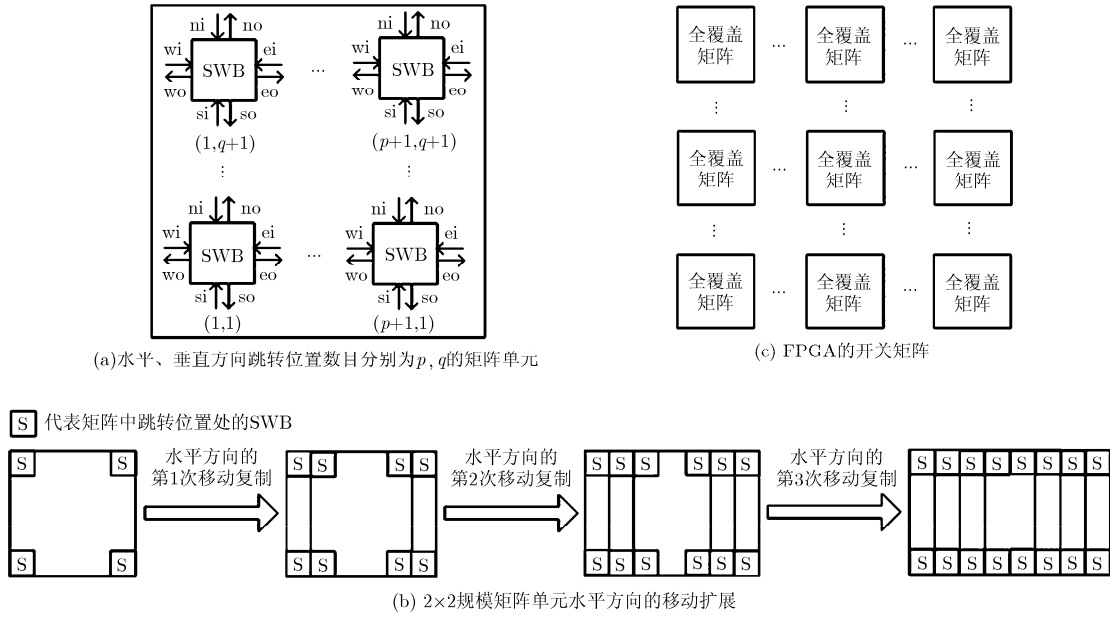 ni no ni no
wi ei wi ei
SWB … SWB
wo eo wo eo
si so si so
(1,q+1) (p+1,q+1)
⋮ ⋮
ni no ni no
wi ei wi ei
SWB … SWB
wo eo wo eo
si so si so
(1,1) (p+1,1)
(a)水平、垂直方向跳转位置数目分别为p,q的矩阵单元
全覆盖 … 全覆盖 … 全覆盖
矩阵 矩阵 矩阵
⋮ ⋮ ⋮
全覆盖 … 全覆盖 … 全覆盖
矩阵 矩阵 矩阵
⋮ ⋮ ⋮
全覆盖 … 全覆盖 … 全覆盖
矩阵 矩阵 矩阵
(c) FPGA的开关矩阵
S 代表矩阵中跳转位置处的SWB
水平方向的 水平方向的 水平方向的
第1次移动复制 第2次移动复制 第3次移动复制
S S S S S S S S S S S S S S S S S S S S
S S S S S S S S S S S S S S S S S S S S
(b) 2×2规模矩阵单元水平方向的移动扩展